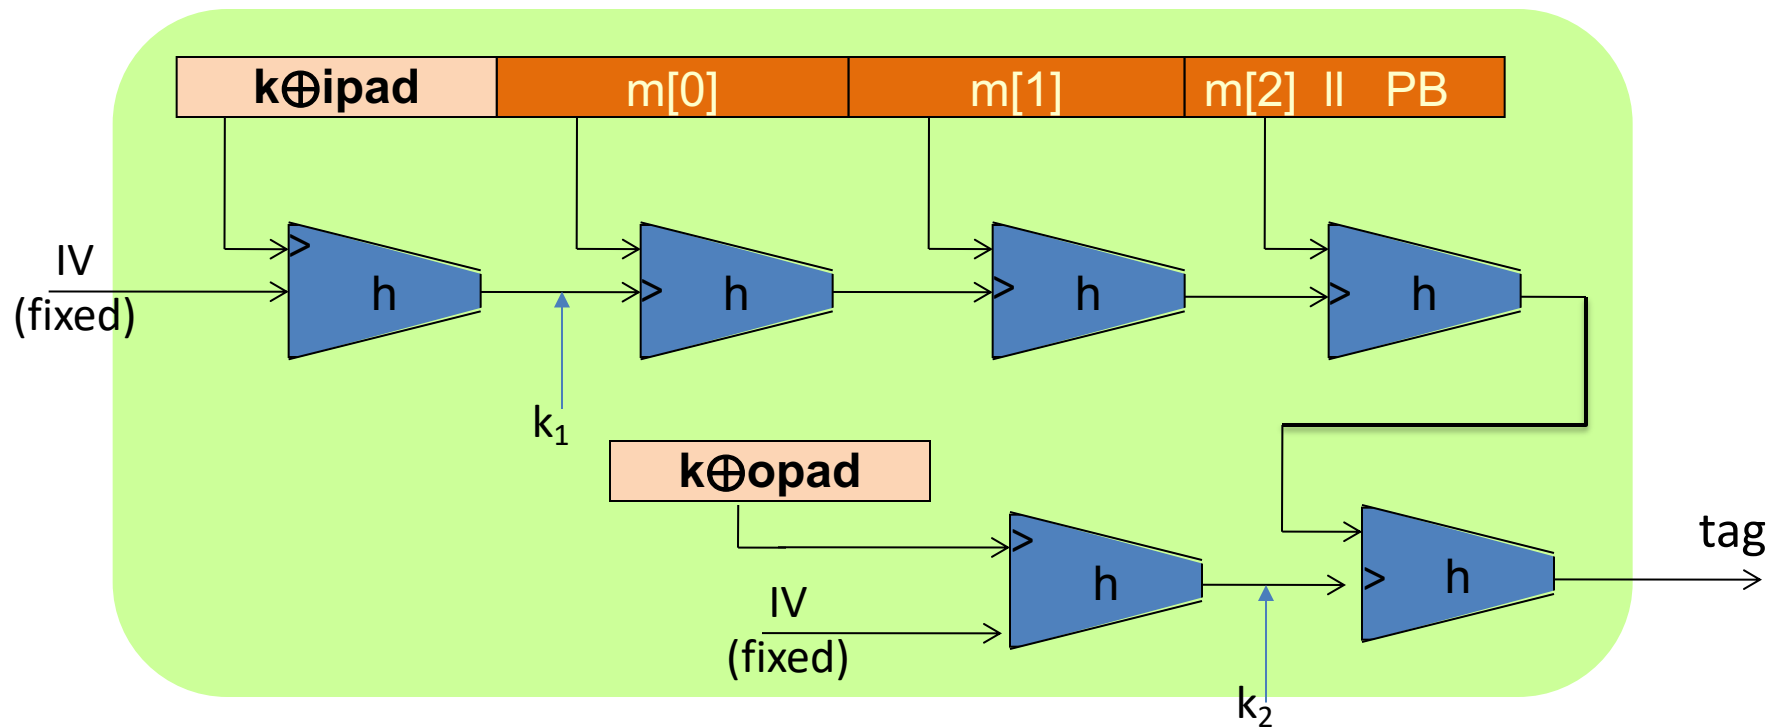 k⊕ipad m[0] m[1] m[2] ll PB
> > > >
IV
(fixed)
h h h h
k₁
k⊕opad
> >
IV
(fixed)
h h
tag
k₂